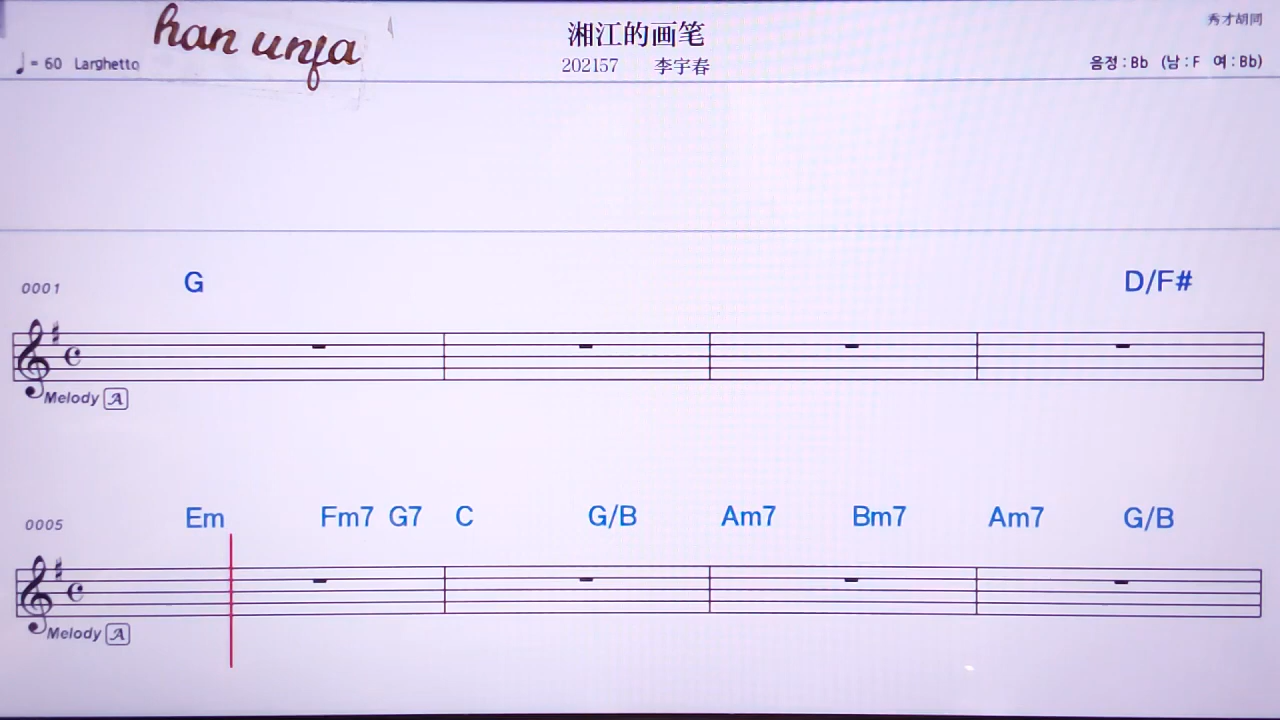 han unfa
湘江的画笔
秀才胡同
♩= 60 Larghetto
202157 李宇春
음정 : Bb (남 : F 여 : Bb)
0001 G D/F#
Melody A
0005 Em Fm7 G7 C G/B Am7 Bm7 Am7 G/B
Melody A